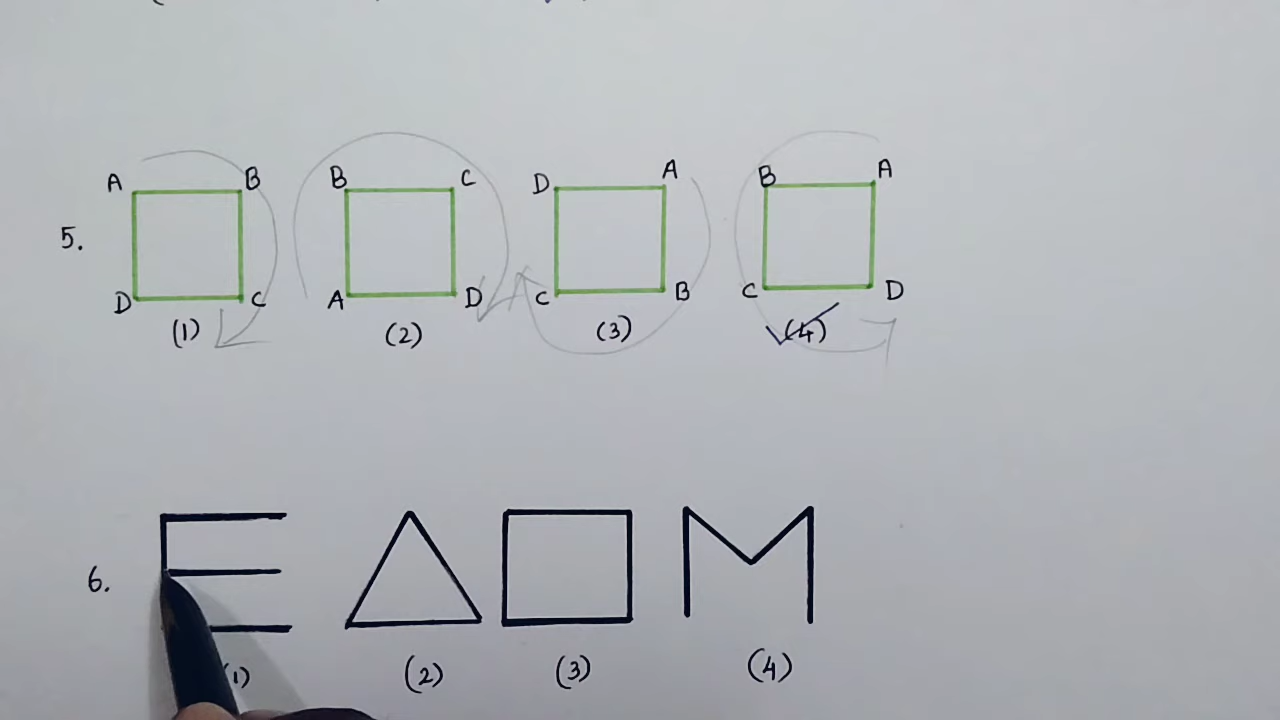 A B B C D A B A
5.
D C A D C B C D
(1) (2) (3) (4)
6. E M
(1) (2) (3) (4)